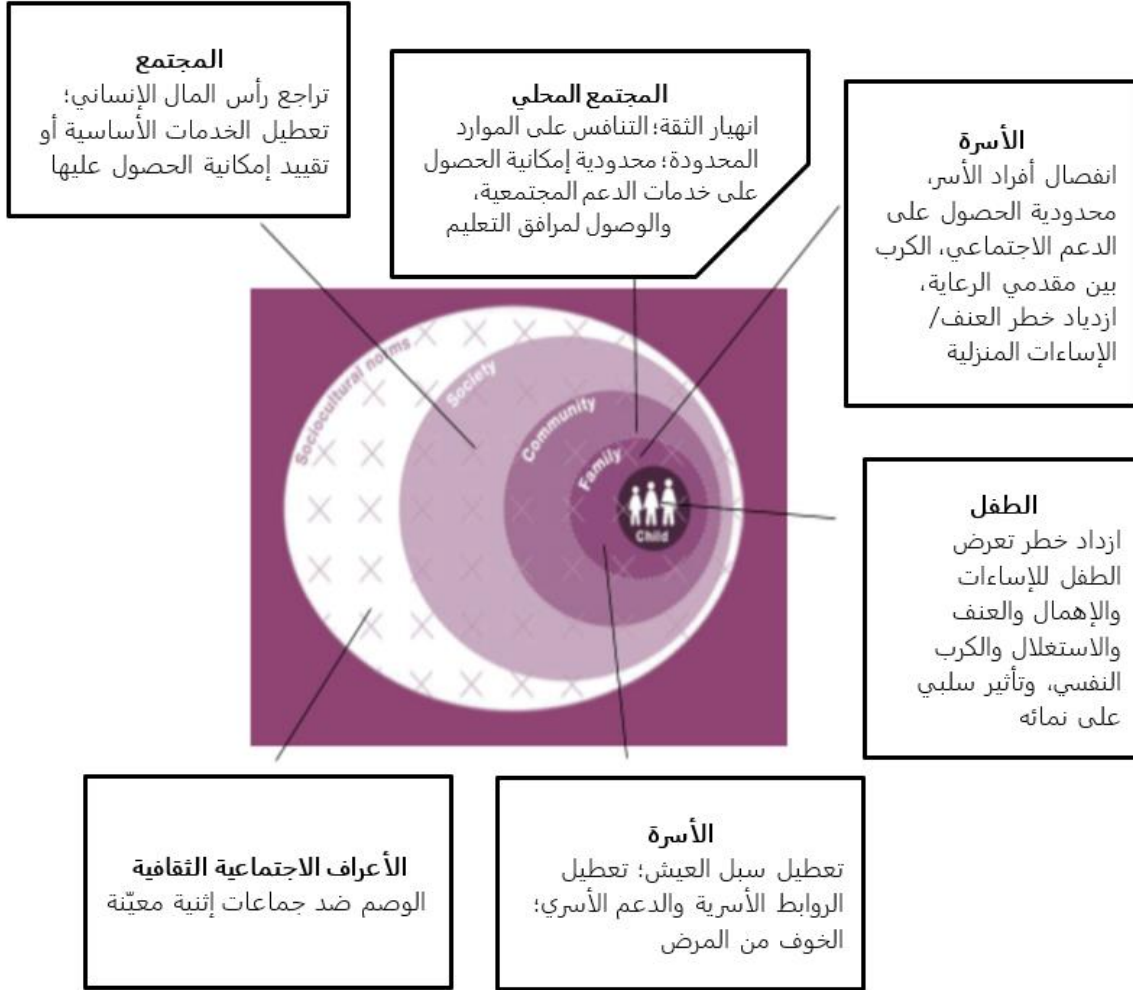 المجتمع
تراجع رأس المال الإنساني؛
تعطيل الخدمات الأساسية أو
تقييد إمكانية الحصول عليها
المجتمع المحلي
انهيار الثقة؛ التنافس على الموارد
المحدودة؛ محدودية إمكانية الحصول
على خدمات الدعم المجتمعية،
والوصول لمرافق التعليم
الأسرة
انفصال أفراد الأسر،
محدودية الحصول على
الدعم الاجتماعي، الكرب
بين مقدمي الرعاية،
ازدياد خطر العنف/
الإساءات المنزلية
Sociocultural norms
Society
Community
Family
Child
الطفل
ازداد خطر تعرض
الطفل للإساءات
والإهمال والعنف
والاستغلال والكرب
النفسي، وتأثير سلبي
على نمائه
الأسرة
تعطيل سبل العيش؛ تعطيل
الروابط الأسرية والدعم الأسري؛
الخوف من المرض
الأعراف الاجتماعية الثقافية
الوصم ضد جماعات إثنية معيّنة